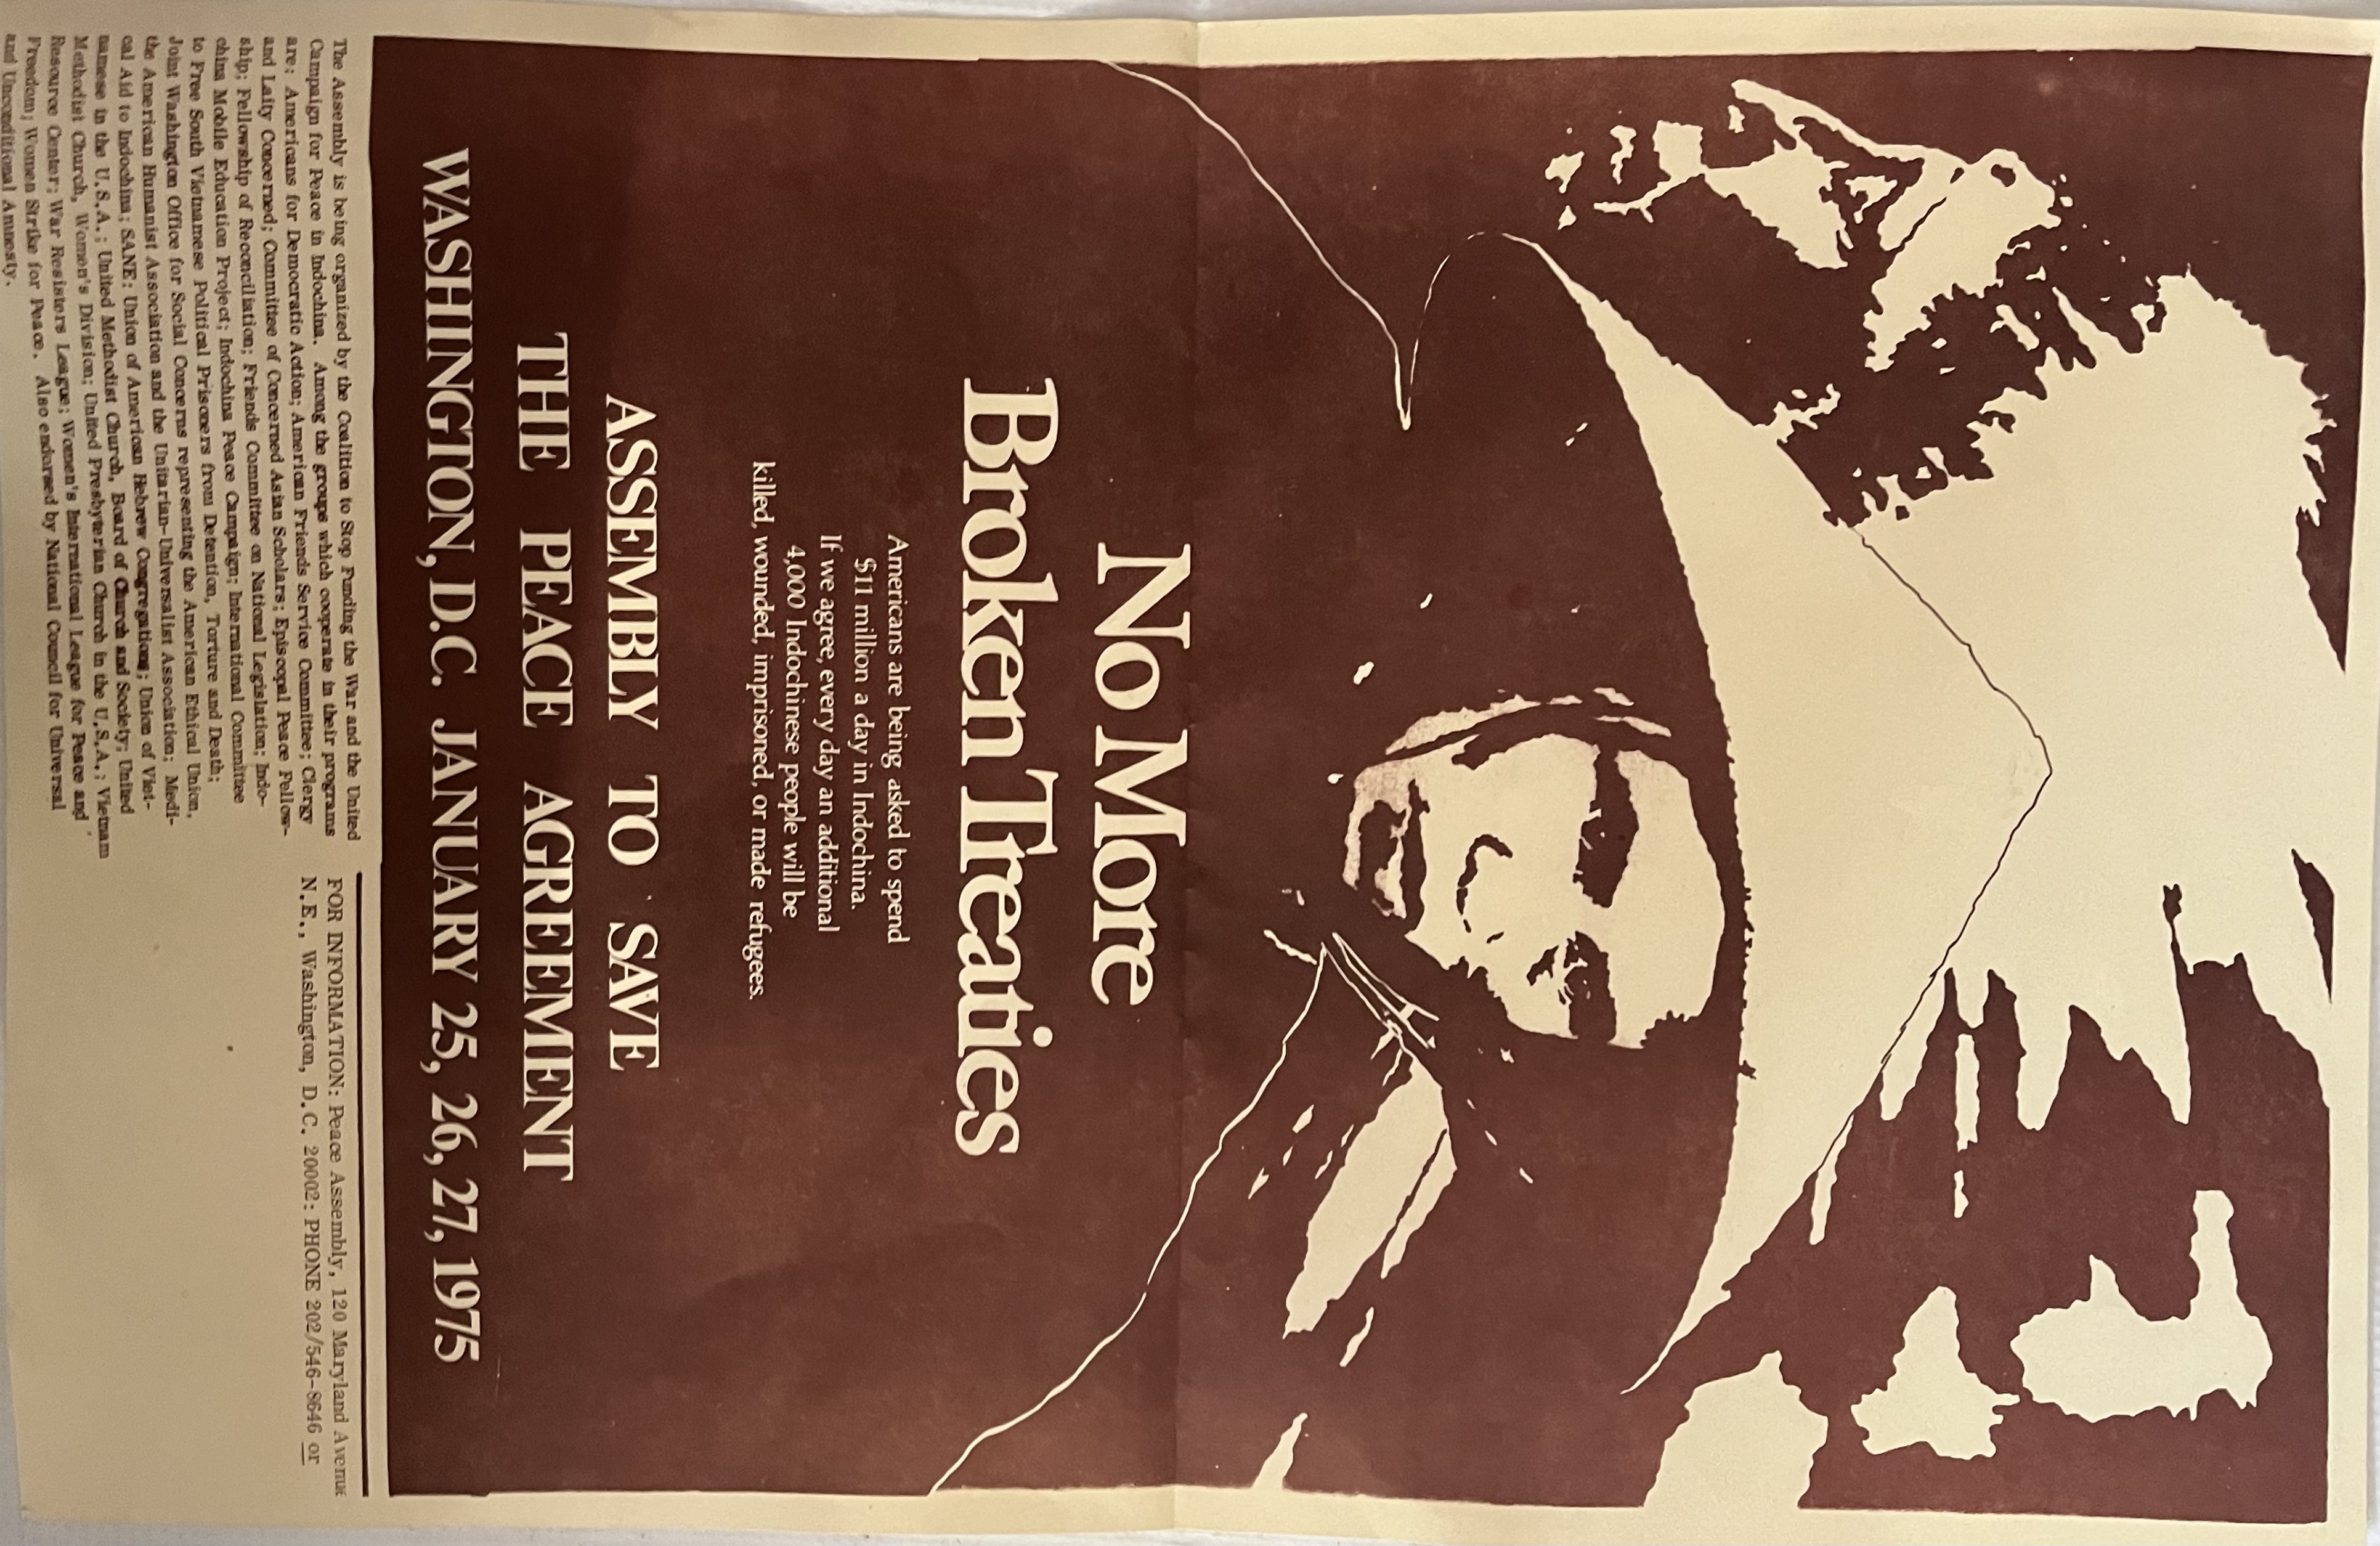 No More
Broken Treaties
Americans are being asked to spend
$11 million a day in Indochina.
If we agree, every day an additional
4,000 Indochinese people will be
killed, wounded, imprisoned, or made refugees.
ASSEMBLY TO SAVE
THE PEACE AGREEMENT
WASHINGTON, D.C. JANUARY 25, 26, 27, 1975
The Assembly is being organized by the Coalition to Stop Funding the War and the United
Campaign for Peace in Indochina. Among the groups which cooperate in their programs
are: Americans for Democratic Action; American Friends Service Committee; Clergy
and Laity Concerned; Committee of Concerned Asian Scholars; Episcopal Peace Fellow-
ship; Fellowship of Reconciliation; Friends Committee on National Legislation; Indo-
china Mobile Education Project; Indochina Peace Campaign; International Committee
to Free South Vietnamese Political Prisoners from Detention, Torture and Death;
Joint Washington Office for Social Concerns representing the American Ethical Union,
the American Humanist Association and the Unitarian-Universalist Association; Medi-
cal Aid to Indochina; SANE; Union of American Hebrew Congregations; Union of Viet-
namese in the U.S.A.; United Methodist Church, Board of Church and Society; United
Methodist Church, Women's Division; United Presbyterian Church in the U.S.A.; Vietnam
Resource Center; War Resisters League; Women's International League for Peace and
Freedom; Women Strike for Peace. Also endorsed by National Council for Universal
and Unconditional Amnesty.
FOR INFORMATION: Peace Assembly, 120 Maryland Avenue
N.E., Washington, D.C. 20002: PHONE 202/546-8646 or